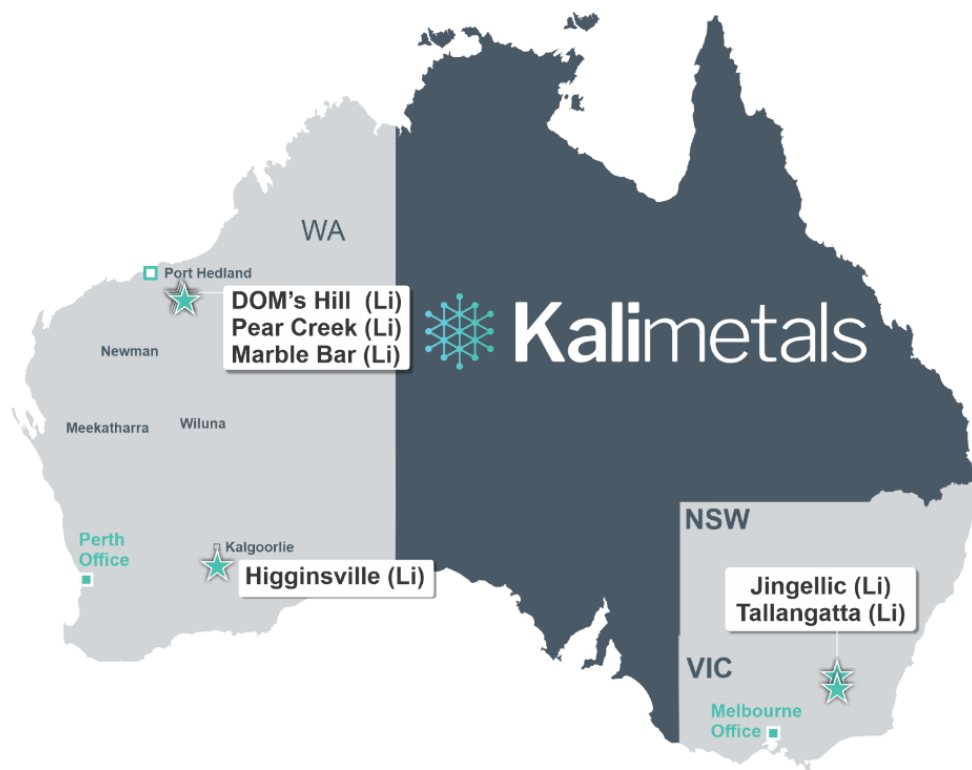 WA
Port Hedland
DOM's Hill (Li)
Pear Creek (Li)
Marble Bar (Li)
Kalimetals
Newman
Meekatharra
Wiluna
Perth
Office
Kalgoorlie
Higginsville (Li)
NSW
Jingellic (Li)
Tallangatta (Li)
VIC
Melbourne
Office